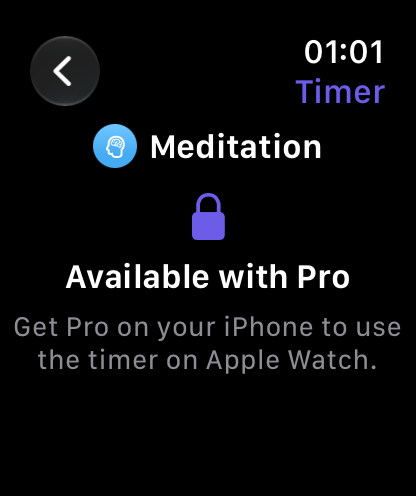 01:01
Timer
Meditation
Available with Pro
Get Pro on your iPhone to use
the timer on Apple Watch.